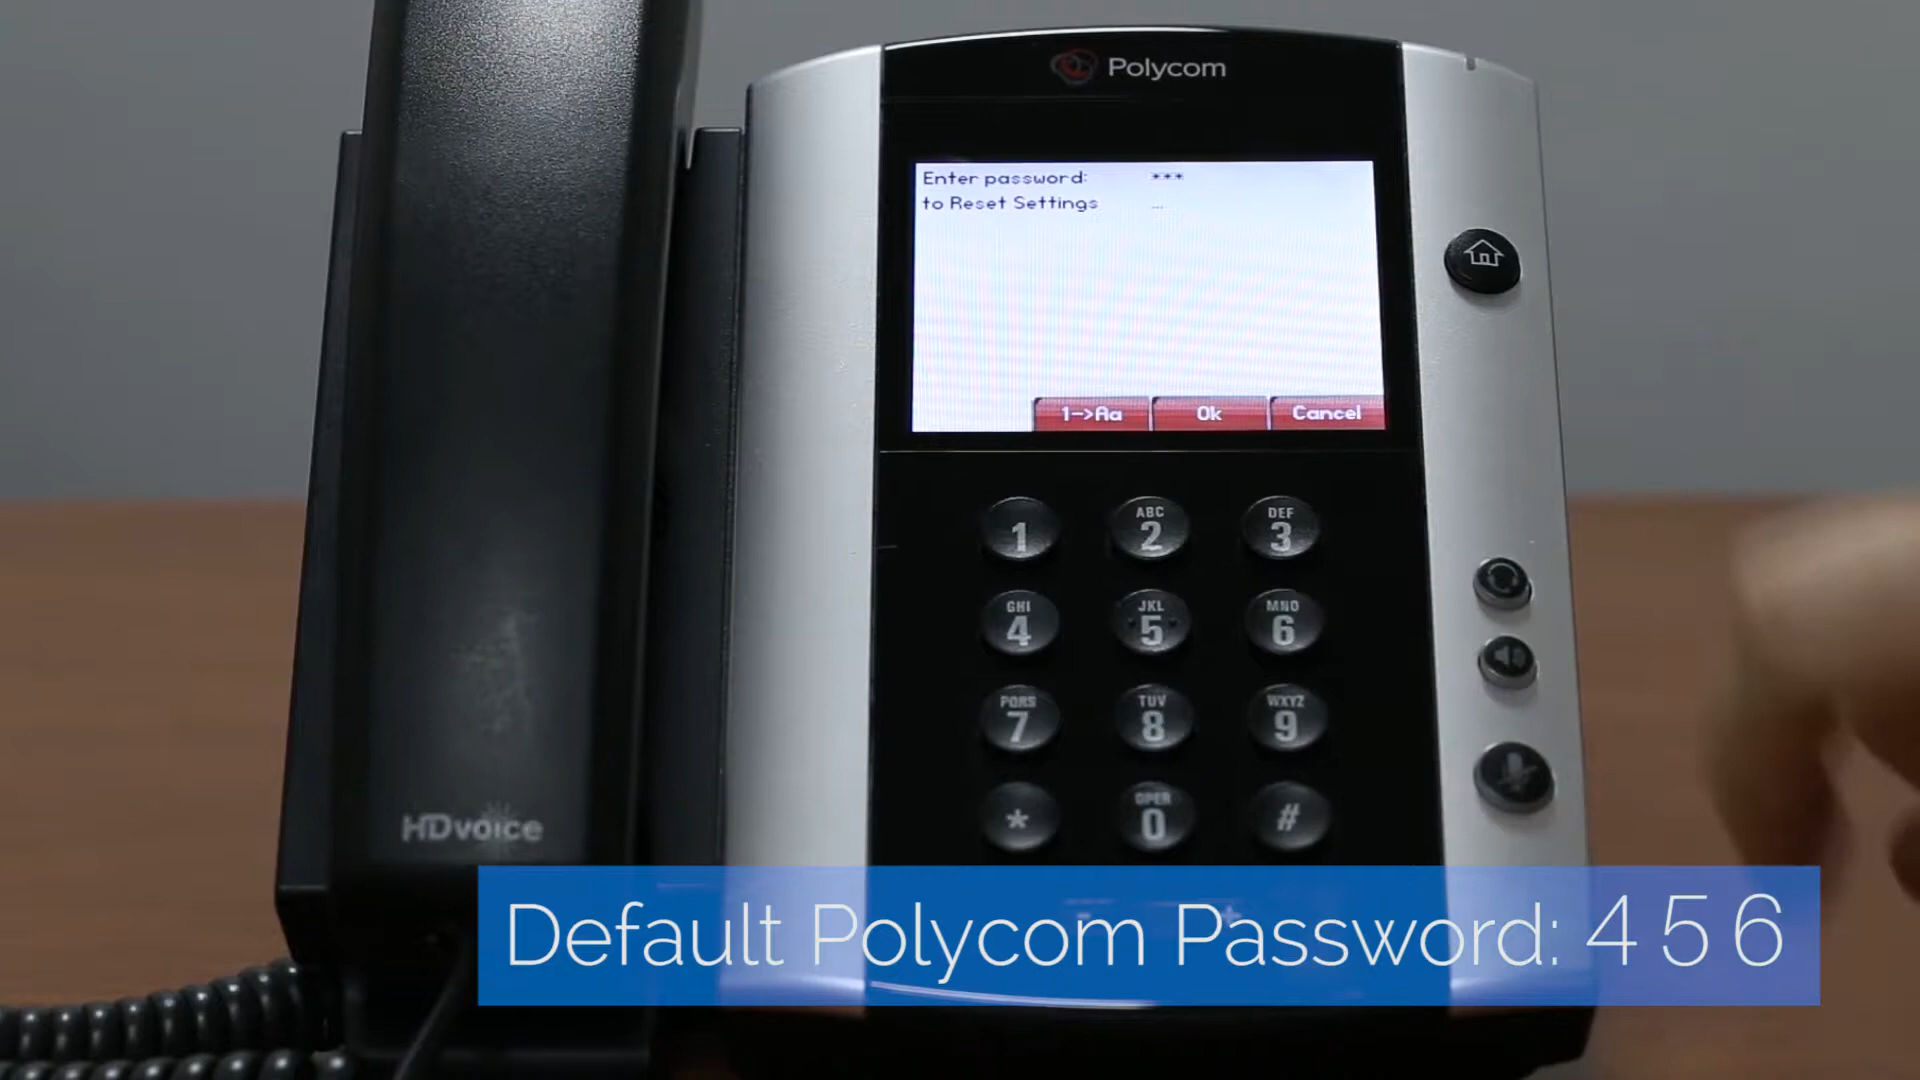 Polycom
Enter password: ***
to Reset Settings ...
1->Aa Ok Cancel
1 ABC 2 DEF 3
GHI 4 JKL 5 MNO 6
PQRS 7 TUV 8 WXYZ 9
* OPER 0 #
HDvoice
- +
Default Polycom Password: 4 5 6